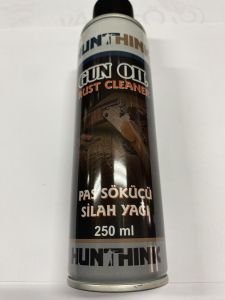 HUNTHINK
GUN OIL
RUST CLEANER
PAS SÖKÜCÜ
SİLAH YAĞI
250 ml
HUNTHINK